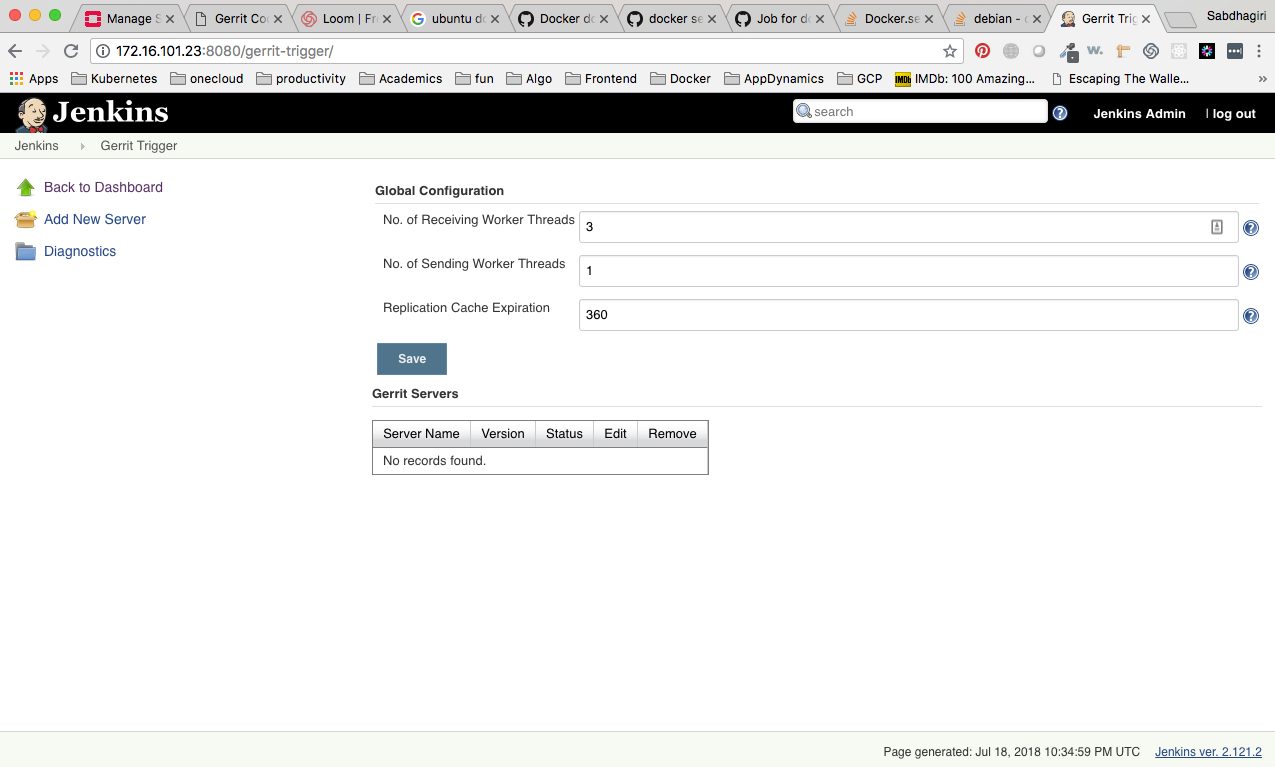 Manage S Gerrit Co Loom | Fr ubuntu d Docker d docker se Job for d Docker.se debian - Gerrit Trig Sabdhagiri
172.16.101.23:8080/gerrit-trigger/ W.
Apps Kubernetes onecloud productivity Academics fun Algo Frontend Docker AppDynamics GCP IMDb IMDb: 100 Amazing... Escaping The Walle... »
Jenkins search Jenkins Admin | log out
Jenkins Gerrit Trigger
Back to Dashboard
Add New Server
Diagnostics
Global Configuration
No. of Receiving Worker Threads 3
No. of Sending Worker Threads 1
Replication Cache Expiration 360
Save
Gerrit Servers
Server Name Version Status Edit Remove
No records found.
Page generated: Jul 18, 2018 10:34:59 PM UTC Jenkins ver. 2.121.2